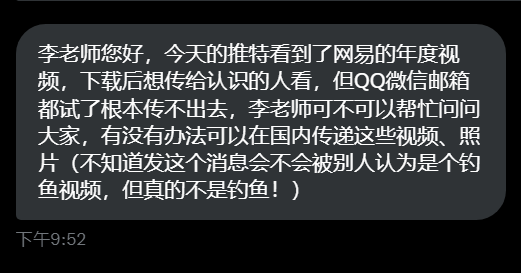 李老师您好，今天的推特看到了网易的年度视
频，下载后想传给认识的人看，但QQ微信邮箱
都试了根本传不出去，李老师可不可以帮忙问问
大家，有没有办法可以在国内传递这些视频、照
片（不知道发这个消息会不会被别人认为是个钓
鱼视频，但真的不是钓鱼！）
下午9:52